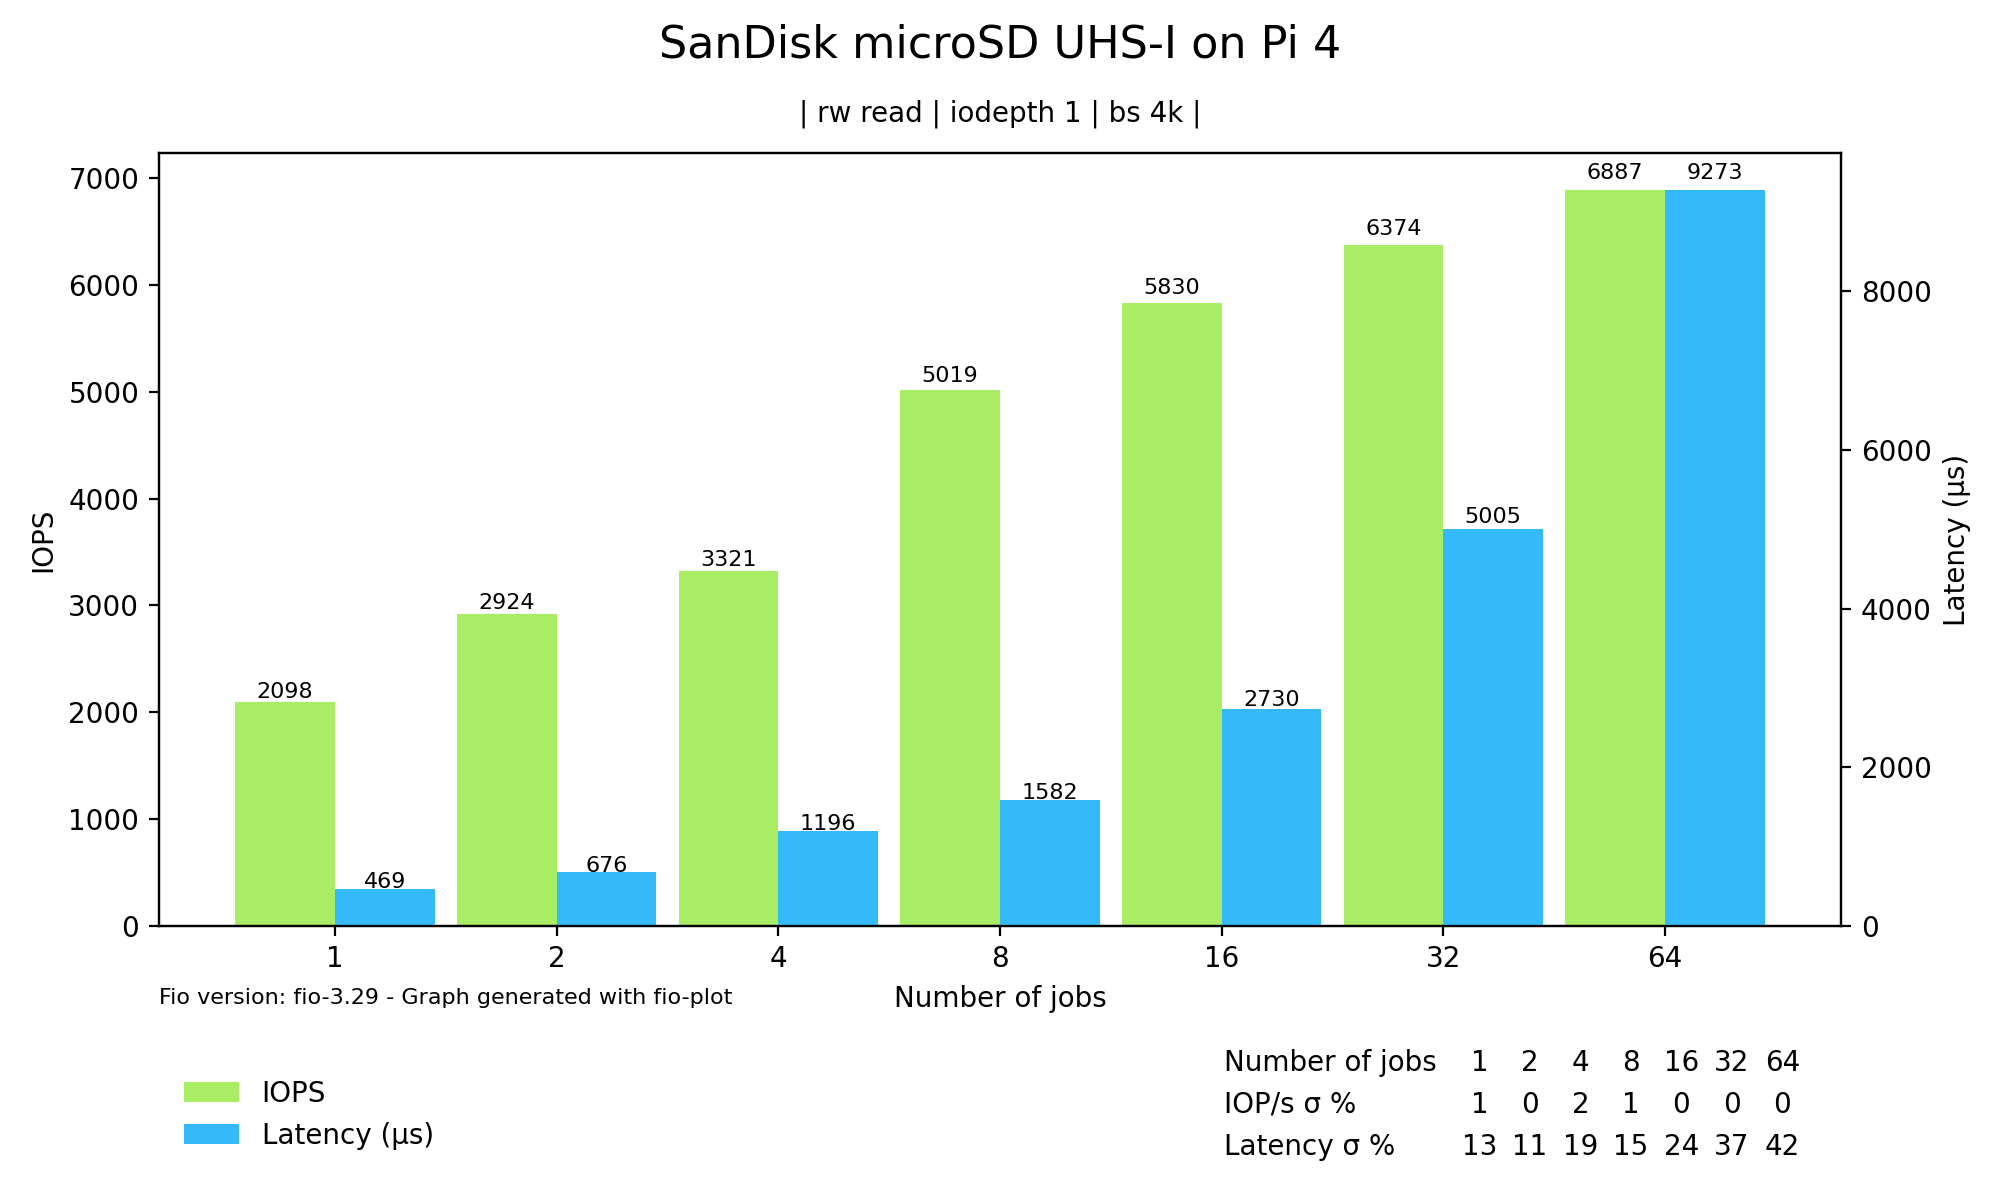 SanDisk microSD UHS-I on Pi 4
| rw read | iodepth 1 | bs 4k |
7000
6000
5000
4000
3000
2000
1000
0
IOPS
8000
6000
4000
2000
0
Latency (µs)
2098
469
2924
676
3321
1196
5019
1582
5830
2730
6374
5005
6887
9273
1 2 4 8 16 32 64
Fio version: fio-3.29 - Graph generated with fio-plot
Number of jobs
IOPS
Latency (µs)
Number of jobs 1 2 4 8 16 32 64
IOP/s σ % 1 0 2 1 0 0 0
Latency σ % 13 11 19 15 24 37 42